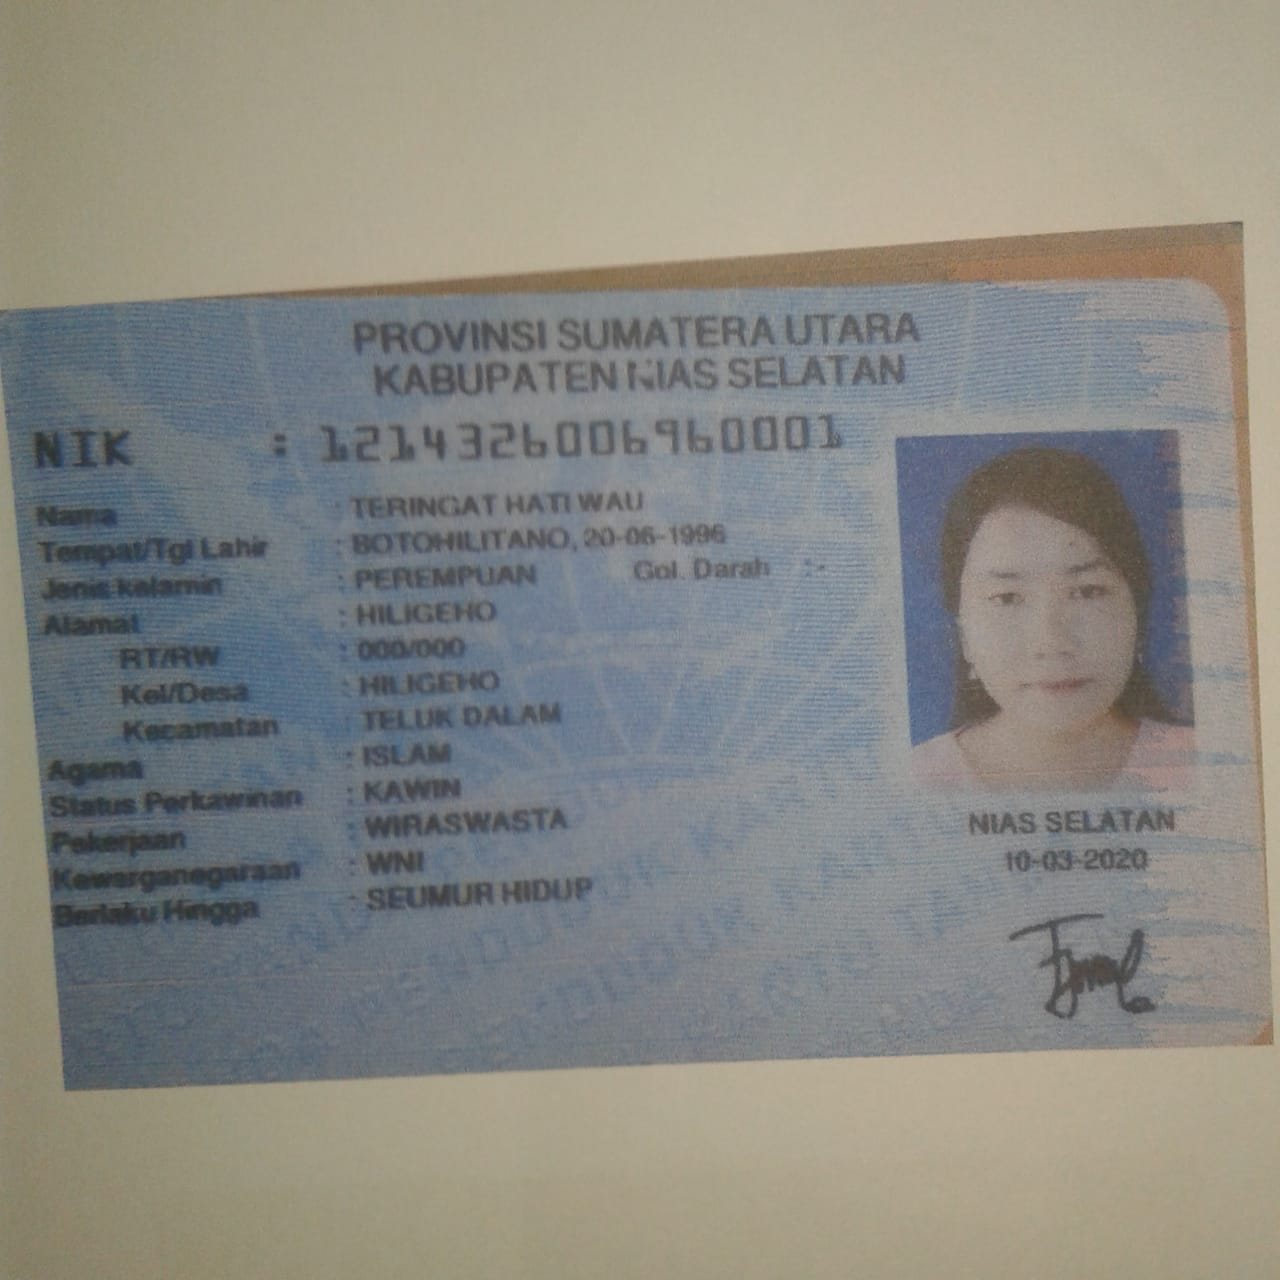 PROVINSI SUMATERA UTARA
KABUPATEN NIAS SELATAN
NIK : 1214326006960001
Nama : TERINGAT HATI WAU
Tempat/Tgl Lahir : BOTOHILITANO, 20-06-1996
Jenis kelamin : PEREMPUAN Gol. Darah : -
Alamat : HILIGEHO
RT/RW : 000/000
Kel/Desa : HILIGEHO
Kecamatan : TELUK DALAM
Agama : ISLAM
Status Perkawinan : KAWIN
Pekerjaan : WIRASWASTA
Kewarganegaraan : WNI
Berlaku Hingga : SEUMUR HIDUP
NIAS SELATAN
10-03-2020